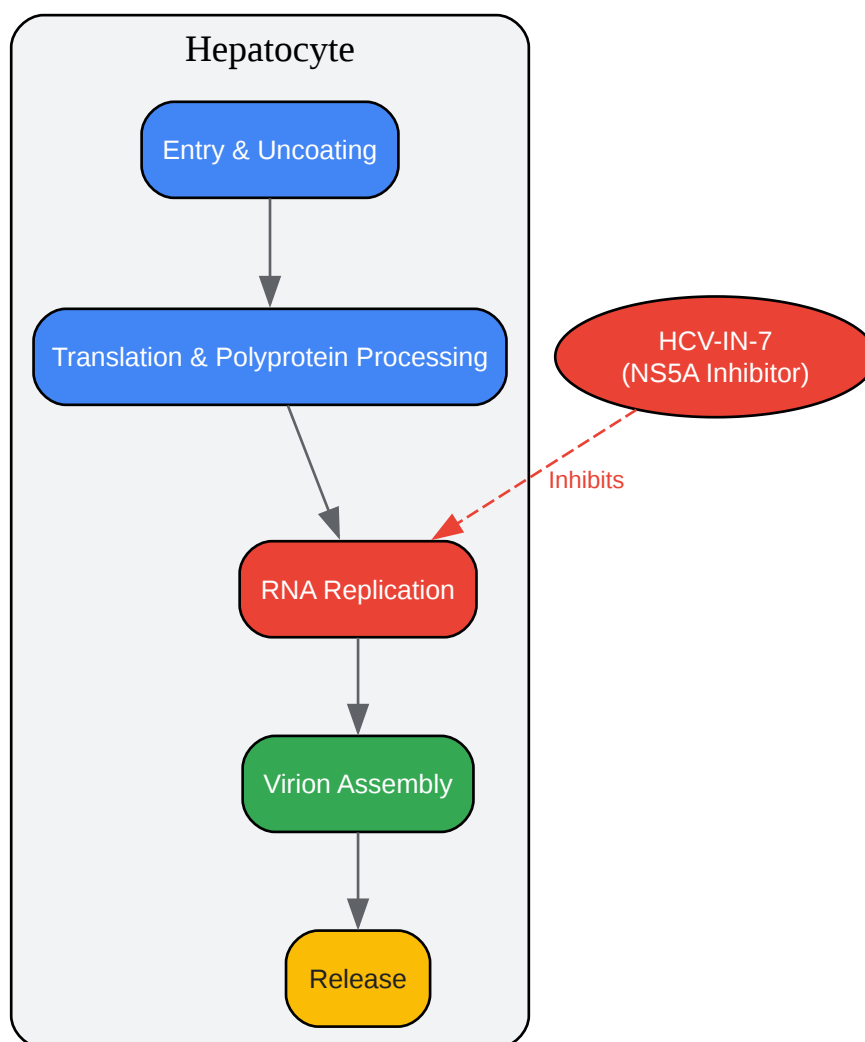 Hepatocyte
Entry & Uncoating
Translation & Polyprotein Processing
HCV-IN-7
(NS5A Inhibitor)
Inhibits
RNA Replication
Virion Assembly
Release